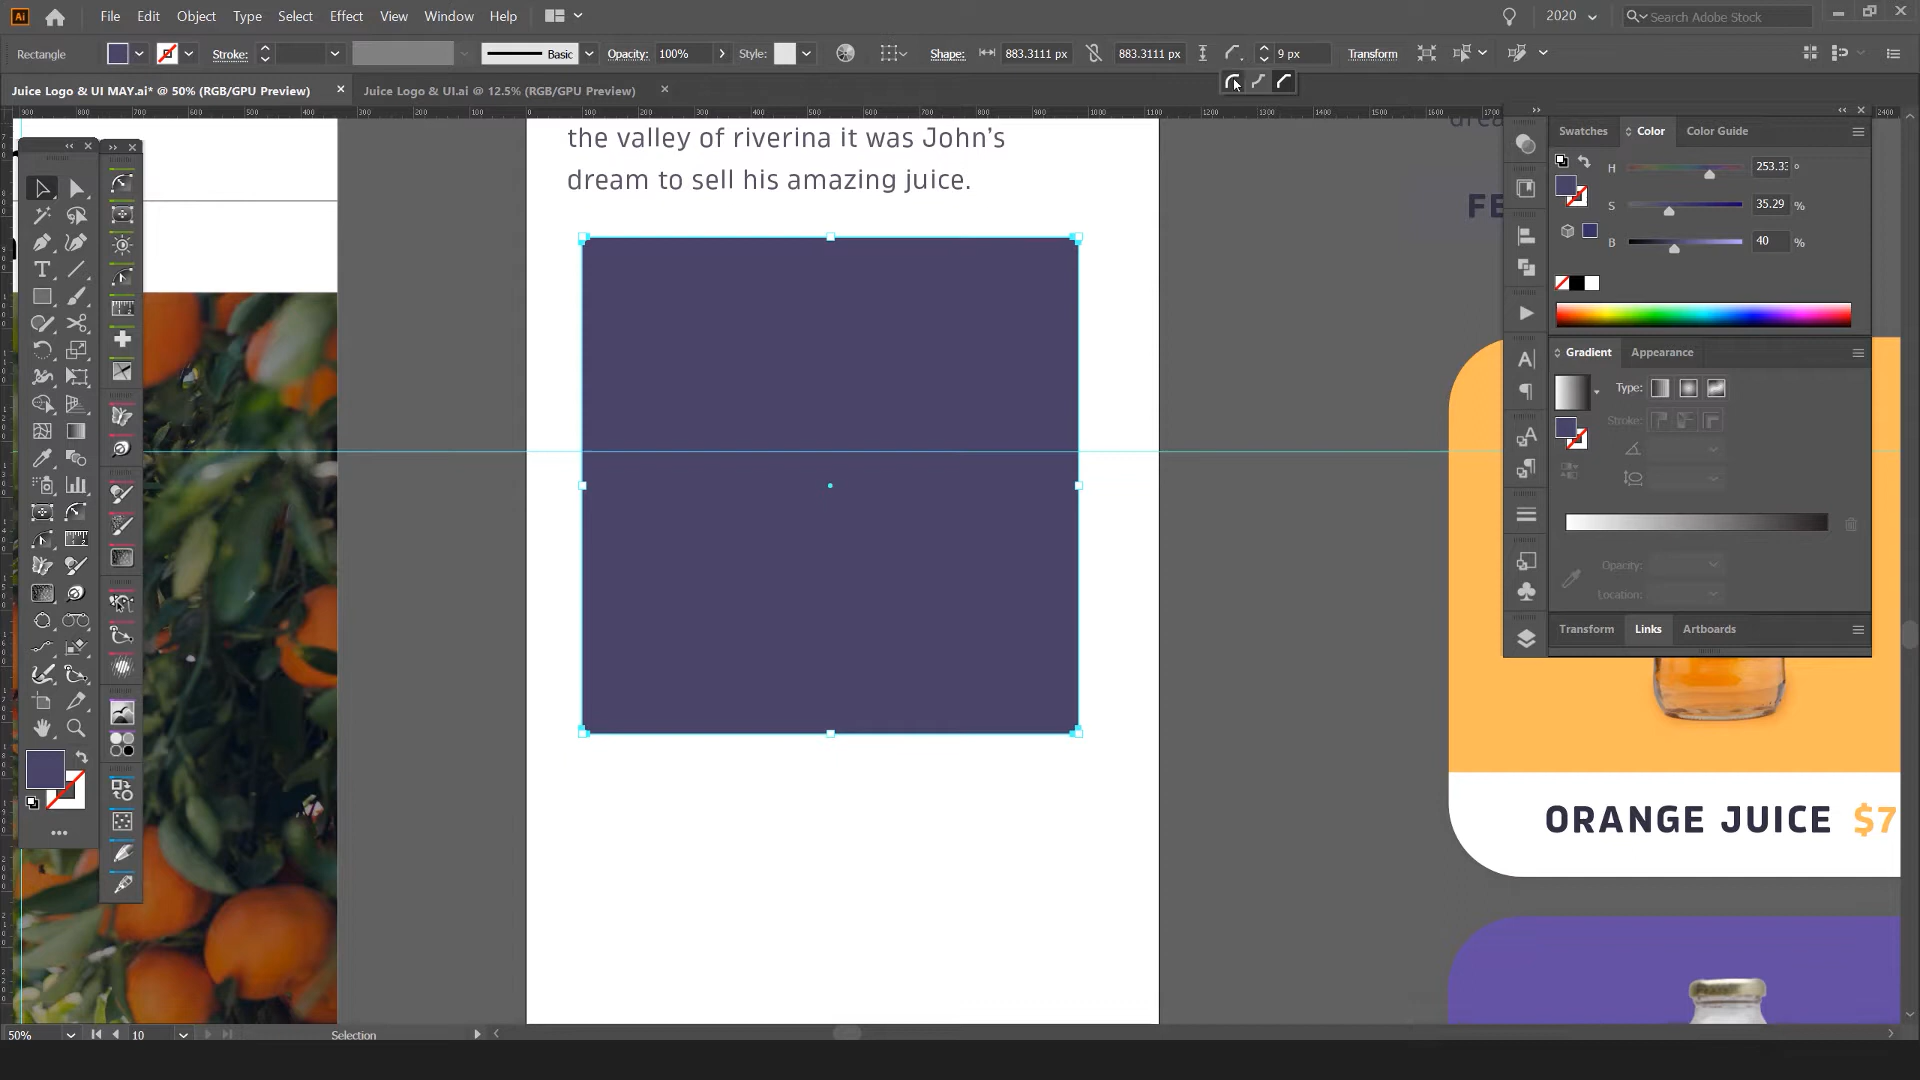 Ai File Edit Object Type Select Effect View Window Help 2020 Search Adobe Stock
Rectangle Stroke: Basic Opacity: 100% Style: Shape: 883.3111 px 883.3111 px 9 px Transform
Juice Logo & UI MAY.ai* @ 50% (RGB/GPU Preview) Juice Logo & UI.ai @ 12.5% (RGB/GPU Preview)
the valley of riverina it was John's
dream to sell his amazing juice.
Swatches Color Color Guide
H 253.33 °
S 35.29 %
B 40 %
FE
Gradient Appearance
Type:
Stroke:
Opacity:
Location:
Transform Links Artboards
ORANGE JUICE $7
50% 10 Selection